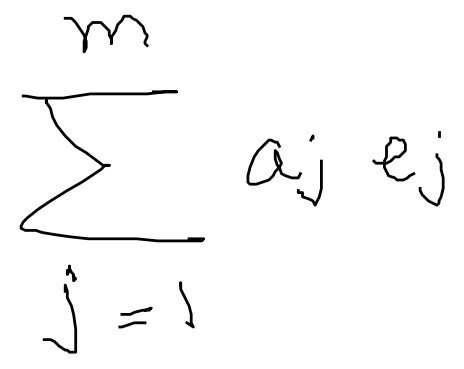 m
∑ aj ej
j = 1